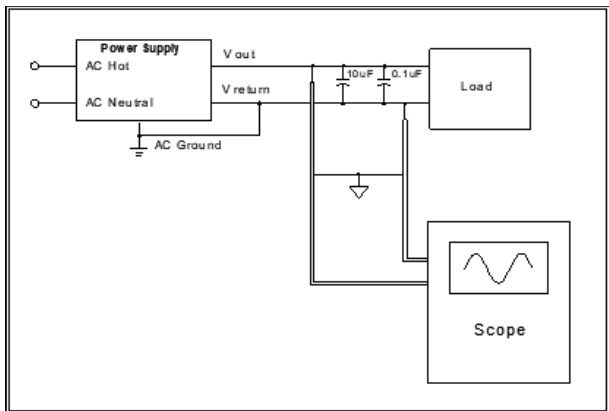 Power Supply
AC Hot
AC Neutral
V out
V return
AC Ground
10uF
0.1uF
Load
Scope